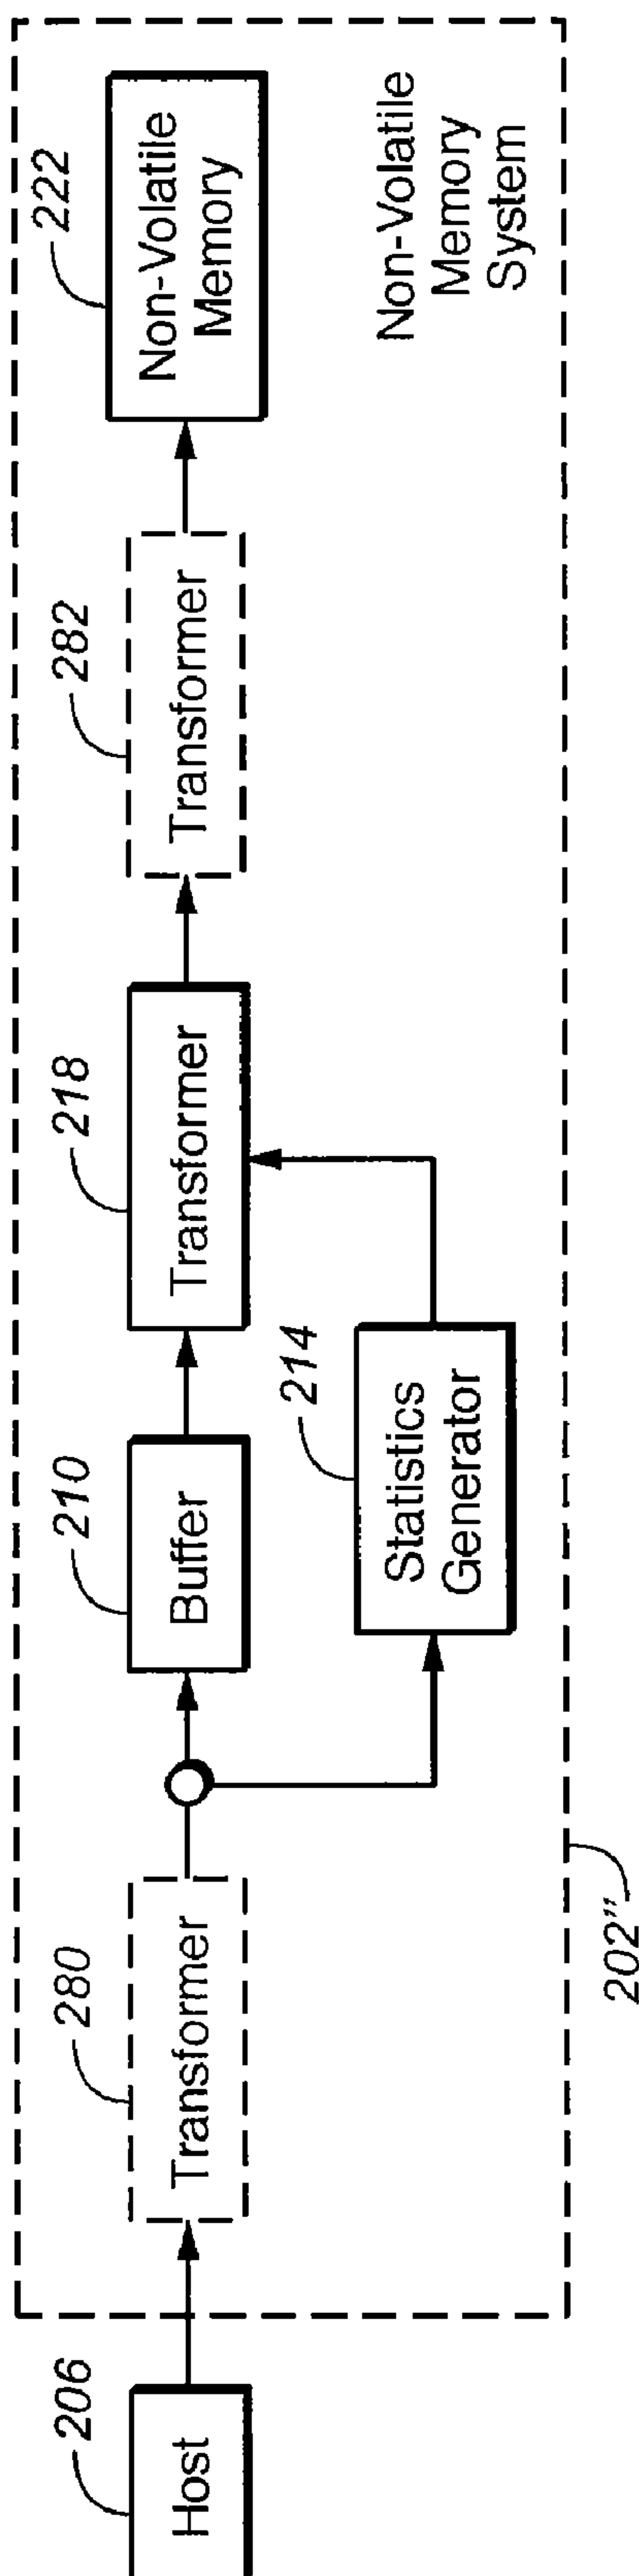 206
Host
280
Transformer
210
Buffer
214
Statistics
Generator
218
Transformer
282
Transformer
222
Non-Volatile
Memory
Non-Volatile
Memory
System
202"